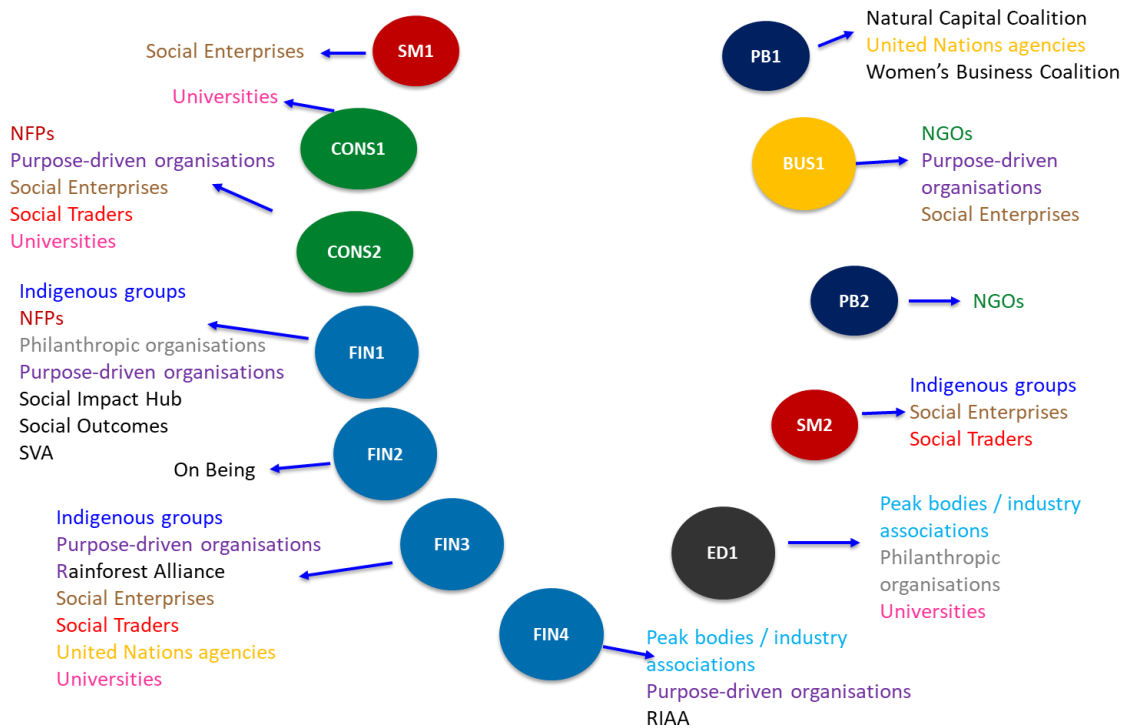 Social Enterprises
SM1
Universities
CONS1
NFPs
Purpose-driven organisations
Social Enterprises
Social Traders
Universities
CONS2
Indigenous groups
NFPs
Philanthropic organisations
Purpose-driven organisations
Social Impact Hub
Social Outcomes
SVA
FIN1
On Being
FIN2
Indigenous groups
Purpose-driven organisations
Rainforest Alliance
Social Enterprises
Social Traders
United Nations agencies
Universities
FIN3
FIN4
Peak bodies / industry
associations
Purpose-driven organisations
RIAA
PB1
Natural Capital Coalition
United Nations agencies
Women’s Business Coalition
BUS1
NGOs
Purpose-driven
organisations
Social Enterprises
PB2
NGOs
SM2
Indigenous groups
Social Enterprises
Social Traders
ED1
Peak bodies / industry
associations
Philanthropic
organisations
Universities